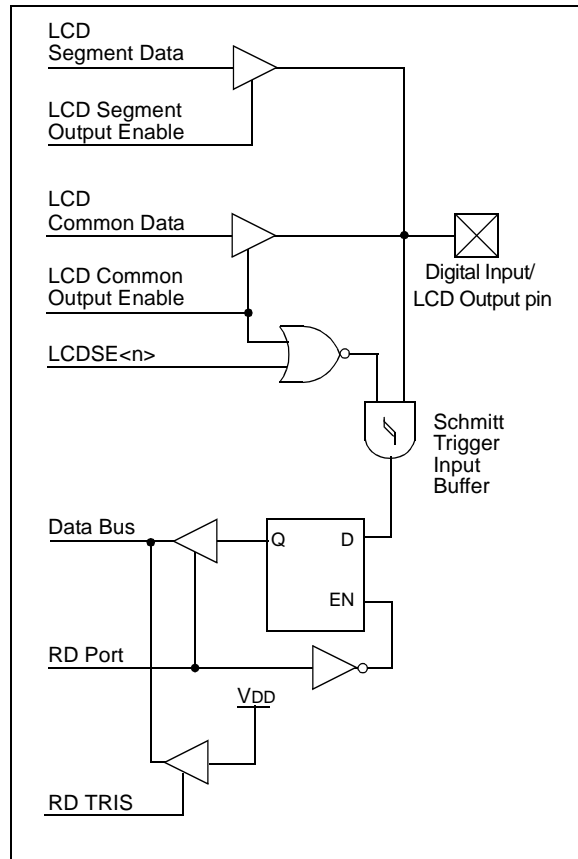 LCD
Segment Data
LCD Segment
Output Enable
LCD
Common Data
LCD Common
Output Enable
Digital Input/
LCD Output pin
LCDSE<n>
Schmitt
Trigger
Input
Buffer
Data Bus
Q
D
EN
RD Port
VDD
RD TRIS